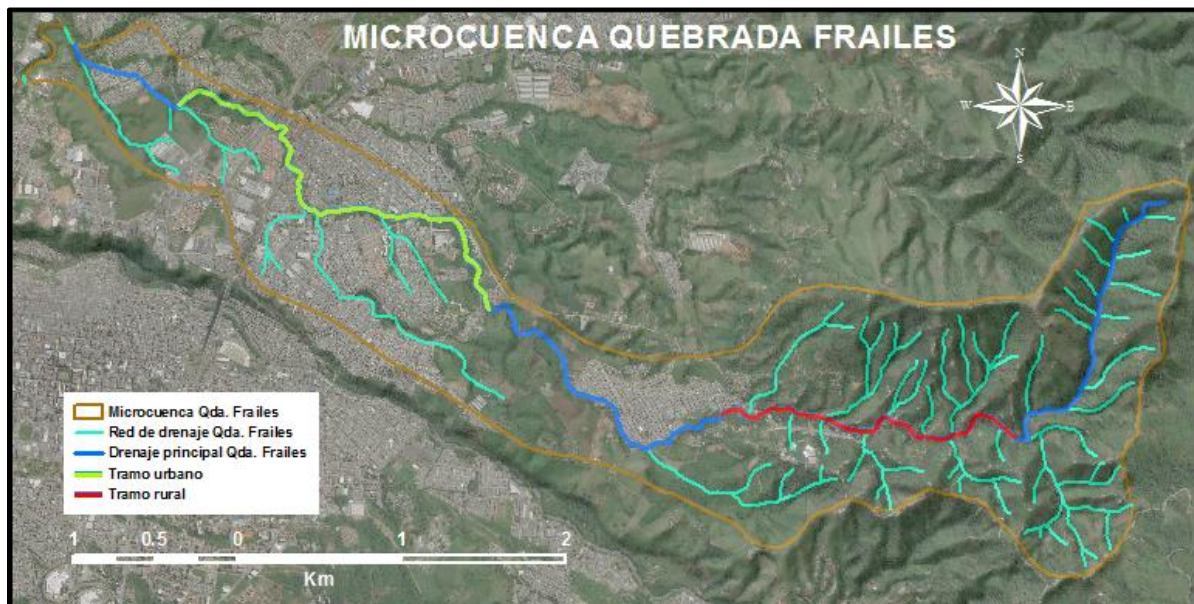 MICROCUENCA QUEBRADA FRAILES
N
W E
S
Microcuenca Qda. Frailes
Red de drenaje Qda. Frailes
Drenaje principal Qda. Frailes
Tramo urbano
Tramo rural
1 0.5 0 1 2
Km